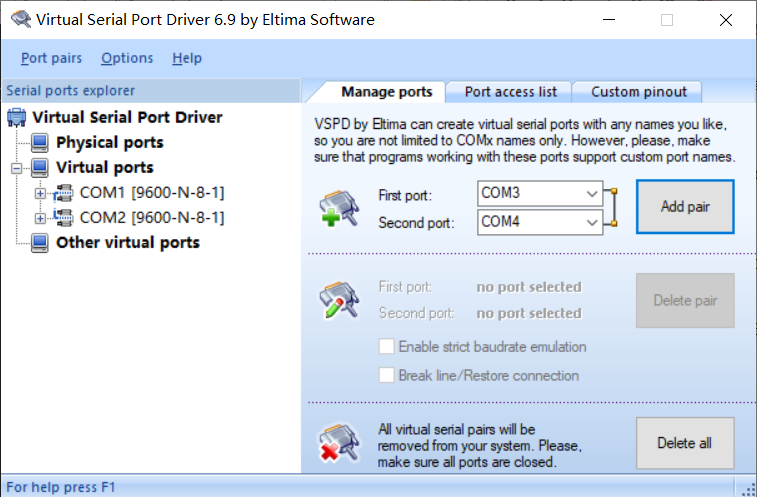 Virtual Serial Port Driver 6.9 by Eltima Software
Port pairs Options Help
Serial ports explorer
Virtual Serial Port Driver
Physical ports
Virtual ports
COM1 [9600-N-8-1]
COM2 [9600-N-8-1]
Other virtual ports
Manage ports Port access list Custom pinout
VSPD by Eltima can create virtual serial ports with any names you like,
so you are not limited to COMx names only. However, please, make
sure that programs working with these ports support custom port names.
First port: COM3
Second port: COM4
Add pair
First port: no port selected
Second port: no port selected
Delete pair
Enable strict baudrate emulation
Break line/Restore connection
All virtual serial pairs will be
removed from your system. Please,
make sure all ports are closed.
Delete all
For help press F1